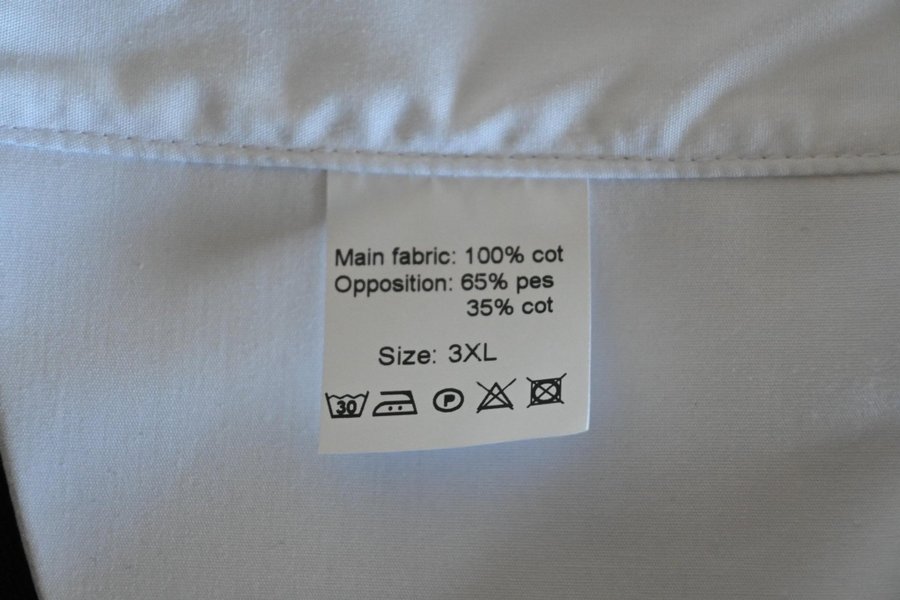 Main fabric: 100% cot
Opposition: 65% pes
35% cot
Size: 3XL
30 P